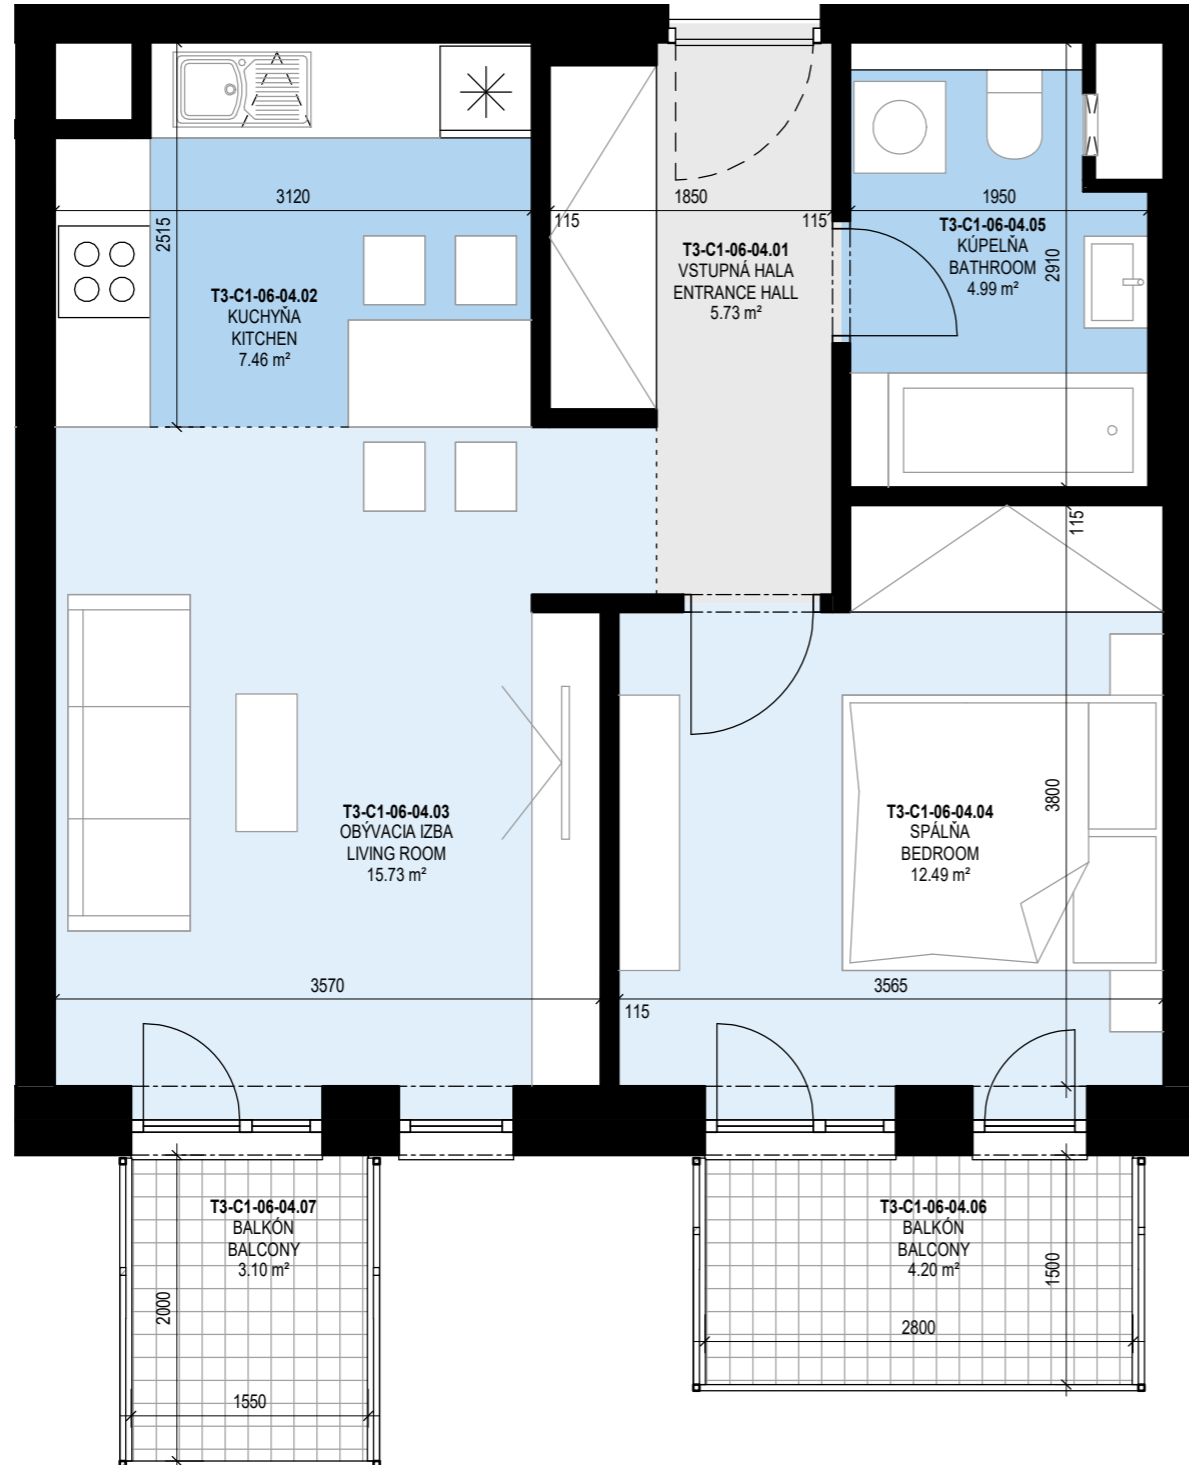 3120
2515
T3-C1-06-04.02
KUCHYŇA
KITCHEN
7.46 m²
1850
115
115
T3-C1-06-04.01
VSTUPNÁ HALA
ENTRANCE HALL
5.73 m²
1950
T3-C1-06-04.05
KÚPELŇA
BATHROOM
4.99 m²
2910
115
T3-C1-06-04.03
OBÝVACIA IZBA
LIVING ROOM
15.73 m²
3570
T3-C1-06-04.04
SPÁLŇA
BEDROOM
12.49 m²
3800
3565
115
T3-C1-06-04.07
BALKÓN
BALCONY
3.10 m²
2000
1550
T3-C1-06-04.06
BALKÓN
BALCONY
4.20 m²
1500
2800